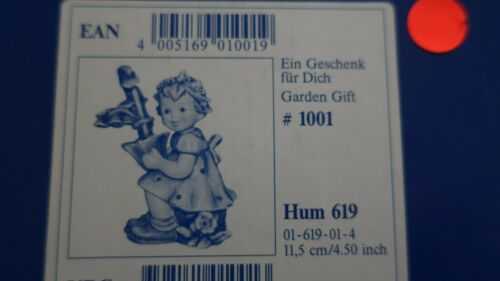 EAN
4 005169 010019
Ein Geschenk
für Dich
Garden Gift
# 1001
Hum 619
01-619-01-4
11,5 cm/4.50 inch